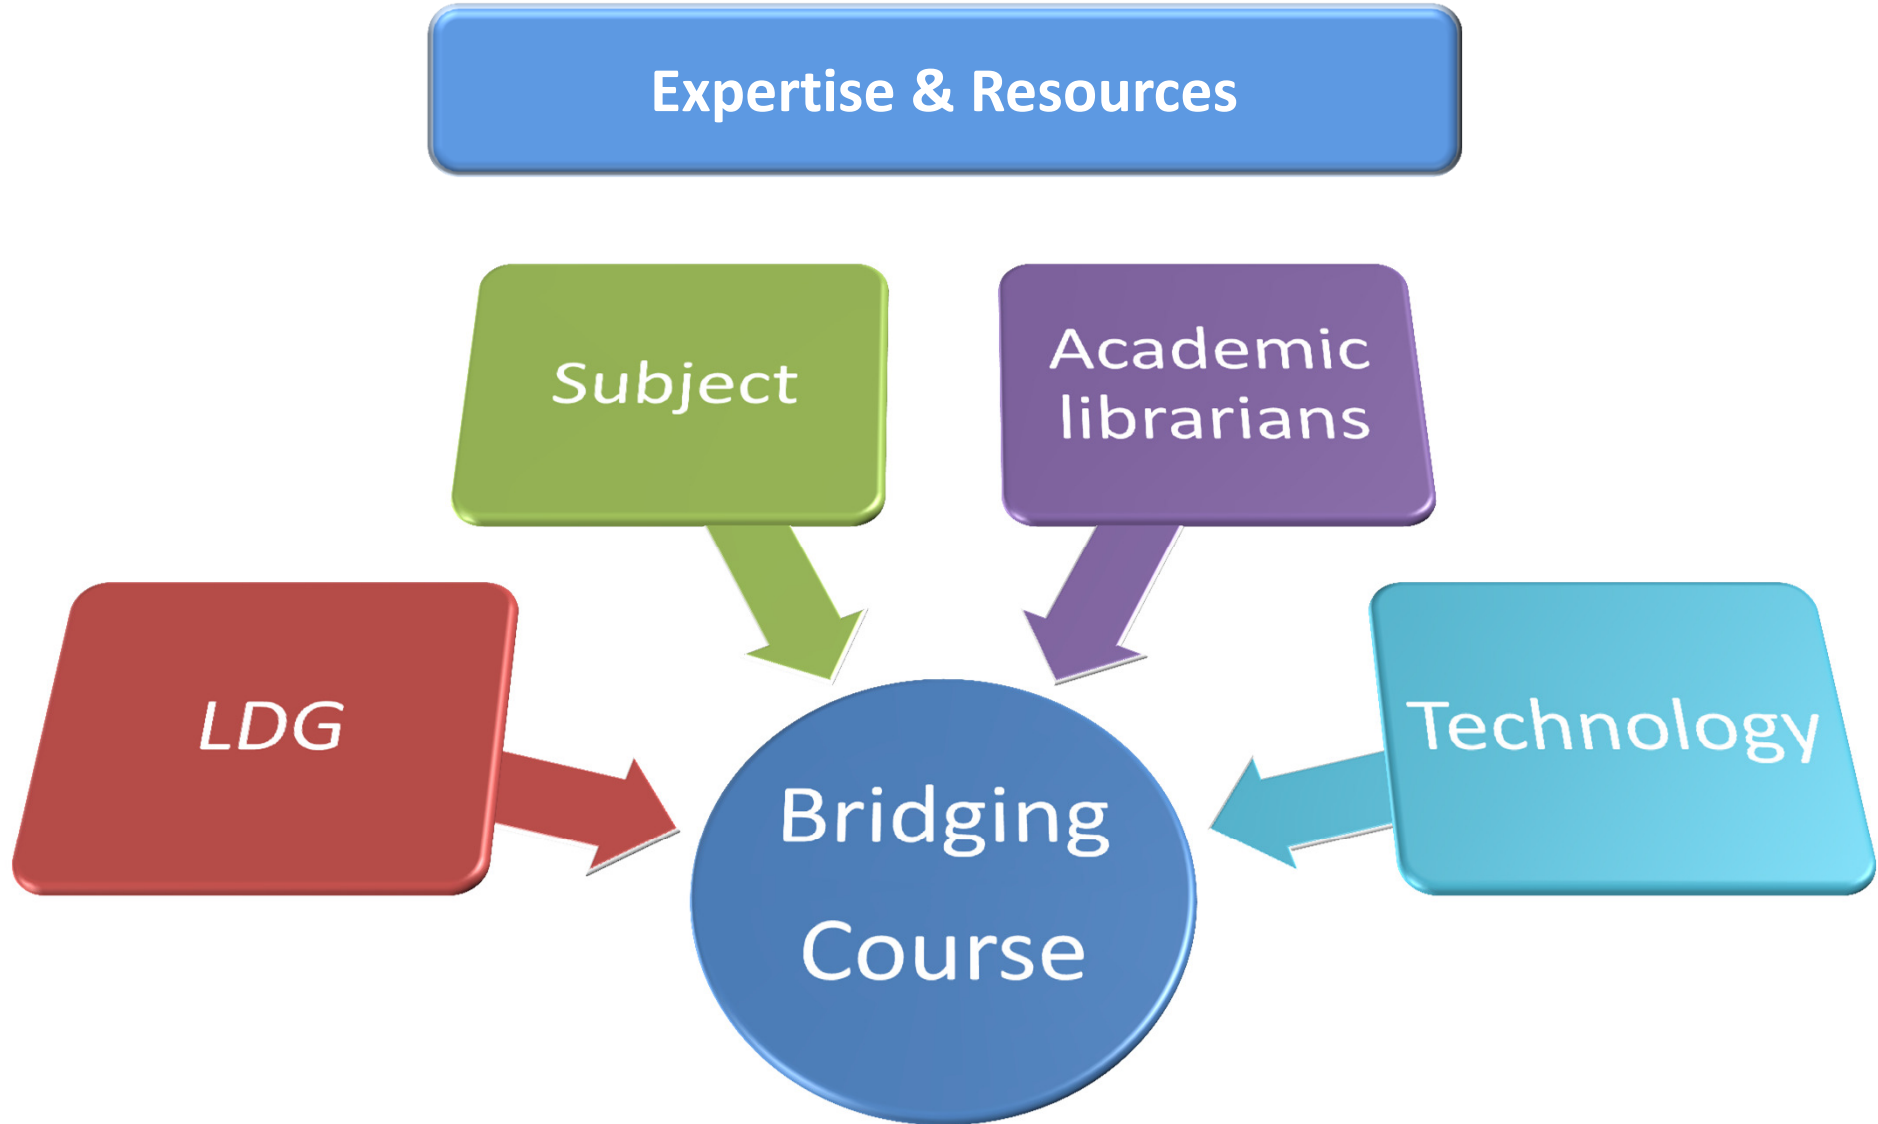 Expertise & Resources
Subject
Academic
librarians
LDG
Technology
Bridging
Course